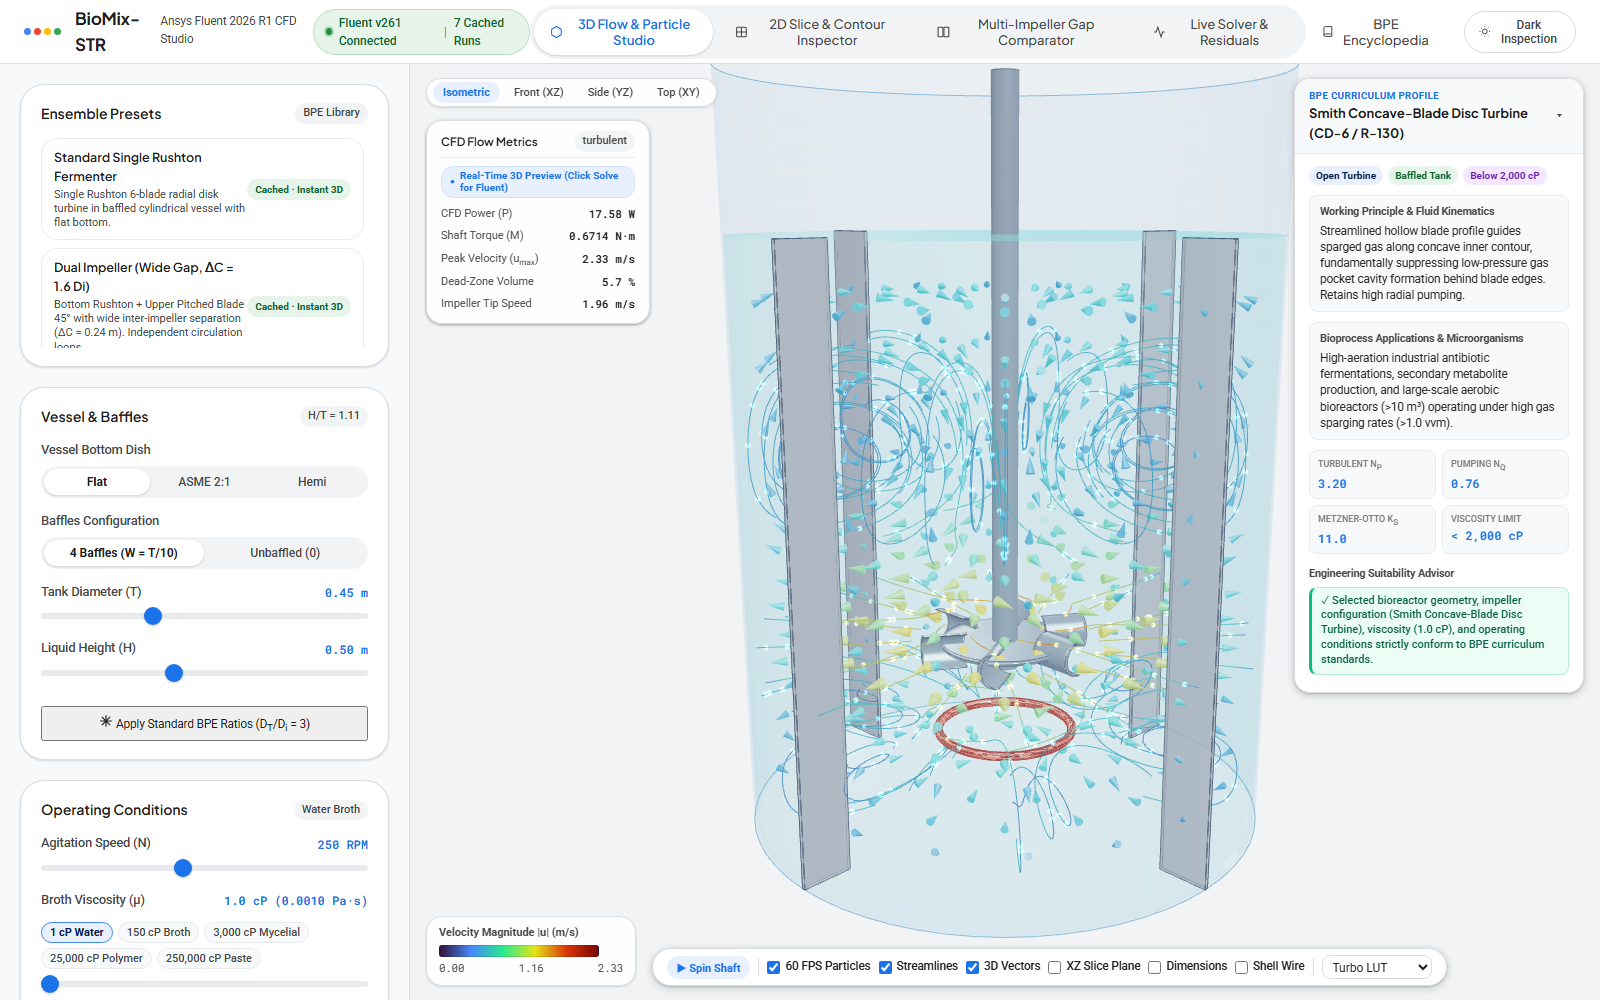 BioMix-
STR
Ansys Fluent 2026 R1 CFD
Studio
Fluent v261
Connected
7 Cached
Runs
3D Flow & Particle
Studio
2D Slice & Contour
Inspector
Multi-Impeller Gap
Comparator
Live Solver &
Residuals
BPE
Encyclopedia
Dark
Inspection
Ensemble Presets
BPE Library
Standard Single Rushton
Fermenter
Single Rushton 6-blade radial disk
turbine in baffled cylindrical vessel with
flat bottom.
Cached · Instant 3D
Dual Impeller (Wide Gap, ΔC =
1.6 Di)
Bottom Rushton + Upper Pitched Blade
45° with wide inter-impeller separation
(ΔC = 0.24 m). Independent circulation
loops.
Cached · Instant 3D
Vessel & Baffles
H/T = 1.11
Vessel Bottom Dish
Flat
ASME 2:1
Hemi
Baffles Configuration
4 Baffles (W = T/10)
Unbaffled (0)
Tank Diameter (T)
0.45 m
Liquid Height (H)
0.50 m
✳ Apply Standard BPE Ratios (DT/Di = 3)
Operating Conditions
Water Broth
Agitation Speed (N)
250 RPM
Broth Viscosity (μ)
1.0 cP (0.0010 Pa·s)
1 cP Water
150 cP Broth
3,000 cP Mycelial
25,000 cP Polymer
250,000 cP Paste
Isometric
Front (XZ)
Side (YZ)
Top (XY)
CFD Flow Metrics
turbulent
• Real-Time 3D Preview (Click Solve
for Fluent)
CFD Power (P)
17.58 W
Shaft Torque (M)
0.6714 N·m
Peak Velocity (umax)
2.33 m/s
Dead-Zone Volume
5.7 %
Impeller Tip Speed
1.96 m/s
Velocity Magnitude |u| (m/s)
0.00
1.16
2.33
▶ Spin Shaft
60 FPS Particles
Streamlines
3D Vectors
XZ Slice Plane
Dimensions
Shell Wire
Turbo LUT
BPE CURRICULUM PROFILE
Smith Concave-Blade Disc Turbine
(CD-6 / R-130)
Open Turbine
Baffled Tank
Below 2,000 cP
Working Principle & Fluid Kinematics
Streamlined hollow blade profile guides
sparged gas along concave inner contour,
fundamentally suppressing low-pressure gas
pocket cavity formation behind blade edges.
Retains high radial pumping.
Bioprocess Applications & Microorganisms
High-aeration industrial antibiotic
fermentations, secondary metabolite
production, and large-scale aerobic
bioreactors (>10 m³) operating under high gas
sparging rates (>1.0 vvm).
TURBULENT NP
3.20
PUMPING NQ
0.76
METZNER-OTTO KS
11.0
VISCOSITY LIMIT
< 2,000 cP
Engineering Suitability Advisor
✓ Selected bioreactor geometry, impeller
configuration (Smith Concave-Blade Disc
Turbine), viscosity (1.0 cP), and operating
conditions strictly conform to BPE curriculum
standards.